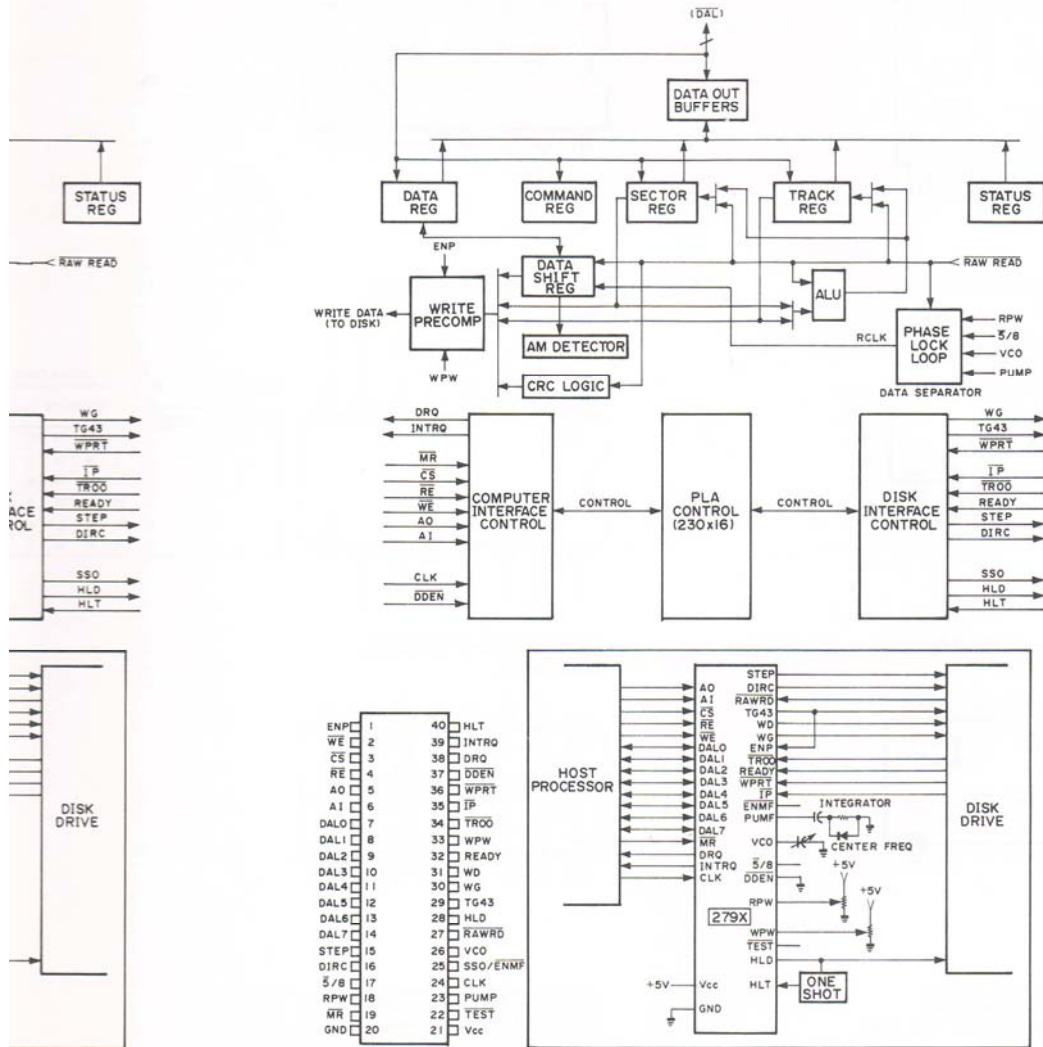 (DAL)
DATA OUT
BUFFERS
STATUS
REG
DATA
REG
COMMAND
REG
SECTOR
REG
TRACK
REG
STATUS
REG
ENP
RAW READ
DATA
SHIFT
REG
RAW READ
ALU
WRITE DATA
(TO DISK)
WRITE
PRECOMP
AM DETECTOR
RCLK
PHASE
LOCK
LOOP
RPW
5/8
VCO
PUMP
WPW
CRC LOGIC
DATA SEPARATOR
WG
TG43
WPRT
IP
TR00
READY
STEP
DIRC
SSO
HLD
HLT
ACE
ROL
DRQ
INTRQ
MR
CS
RE
WE
A0
A1
CLK
DDEN
COMPUTER
INTERFACE
CONTROL
CONTROL
PLA
CONTROL
(230x16)
CONTROL
DISK
INTERFACE
CONTROL
WG
TG43
WPRT
IP
TR00
READY
STEP
DIRC
SSO
HLD
HLT
DISK
DRIVE
ENP 1 40 HLT
WE 2 39 INTRQ
CS 3 38 DRQ
RE 4 37 DDEN
A0 5 36 WPRT
A1 6 35 IP
DAL0 7 34 TR00
DAL1 8 33 WPW
DAL2 9 32 READY
DAL3 10 31 WD
DAL4 11 30 WG
DAL5 12 29 TG43
DAL6 13 28 HLD
DAL7 14 27 RAWRD
STEP 15 26 VCO
DIRC 16 25 SSO/ENMF
5/8 17 24 CLK
RPW 18 23 PUMP
MR 19 22 TEST
GND 20 21 Vcc
HOST
PROCESSOR
A0
A1
CS
RE
WE
DAL0
DAL1
DAL2
DAL3
DAL4
DAL5
DAL6
DAL7
MR
DRQ
INTRQ
CLK
279X
+5V Vcc
GND
STEP
DIRC
RAWRD
TG43
WD
WG
ENP
TR00
READY
WPRT
IP
ENMF
PUMF
INTEGRATOR
VCO
CENTER FREQ
5/8
+5V
DDEN
+5V
RPW
WPW
TEST
HLD
HLT
ONE
SHOT
DISK
DRIVE